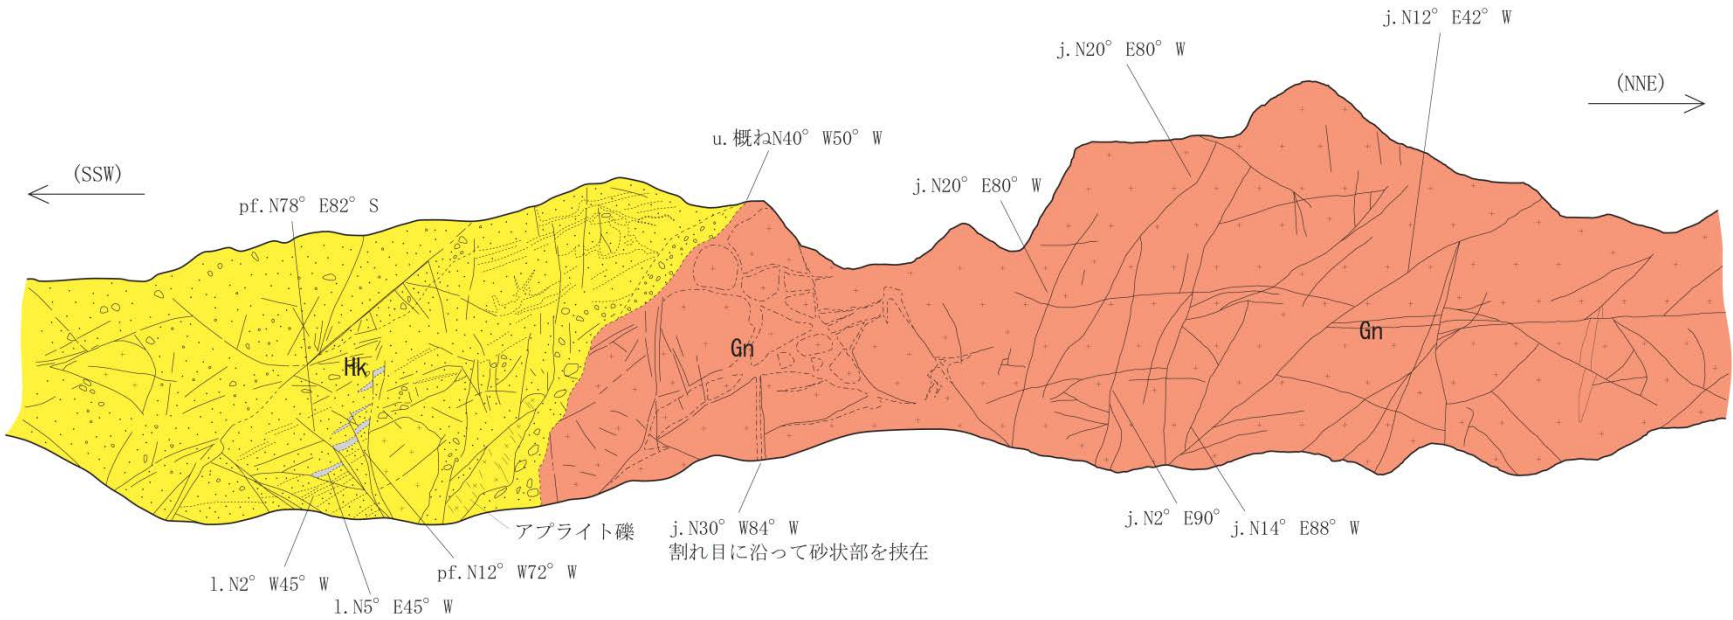 j.N12° E42° W
j.N20° E80° W
(NNE)
u.概ねN40° W50° W
(SSW)
j.N20° E80° W
pf.N78° E82° S
Gn
Gn
Hk
アプライト礫
j.N30° W84° W
割れ目に沿って砂状部を挟在
j.N2° E90°
j.N14° E88° W
pf.N12° W72° W
l.N2° W45° W
l.N5° E45° W